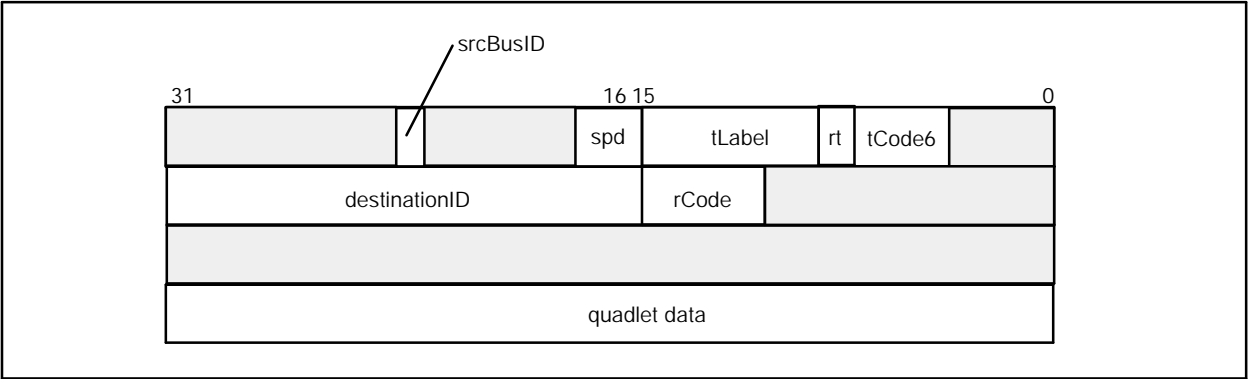 srcBusID
31 16 15 0
spd tLabel rt tCode6
destinationID rCode
quadlet data